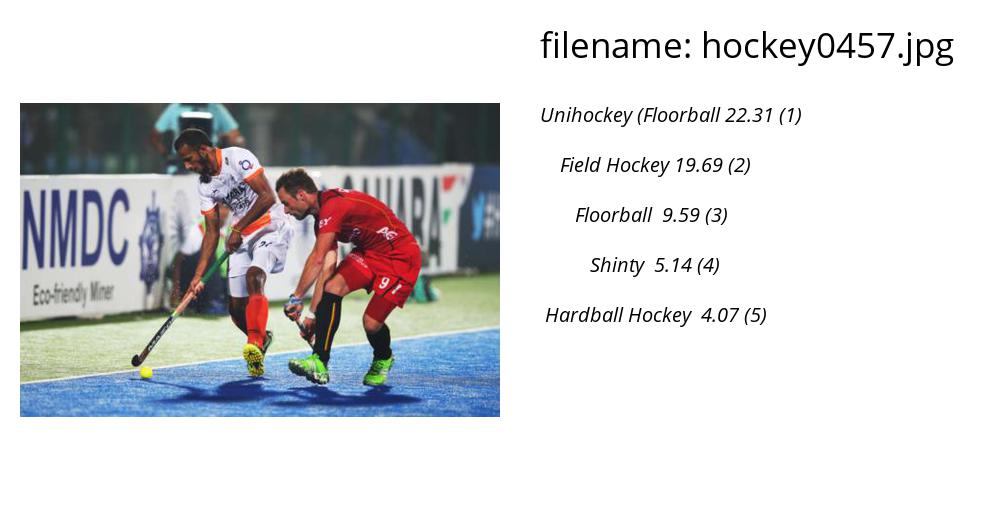 filename: hockey0457.jpg
Unihockey (Floorball 22.31 (1)
Field Hockey 19.69 (2)
Floorball 9.59 (3)
Shinty 5.14 (4)
Hardball Hockey 4.07 (5)
NMDC
Eco-friendly Miner
9